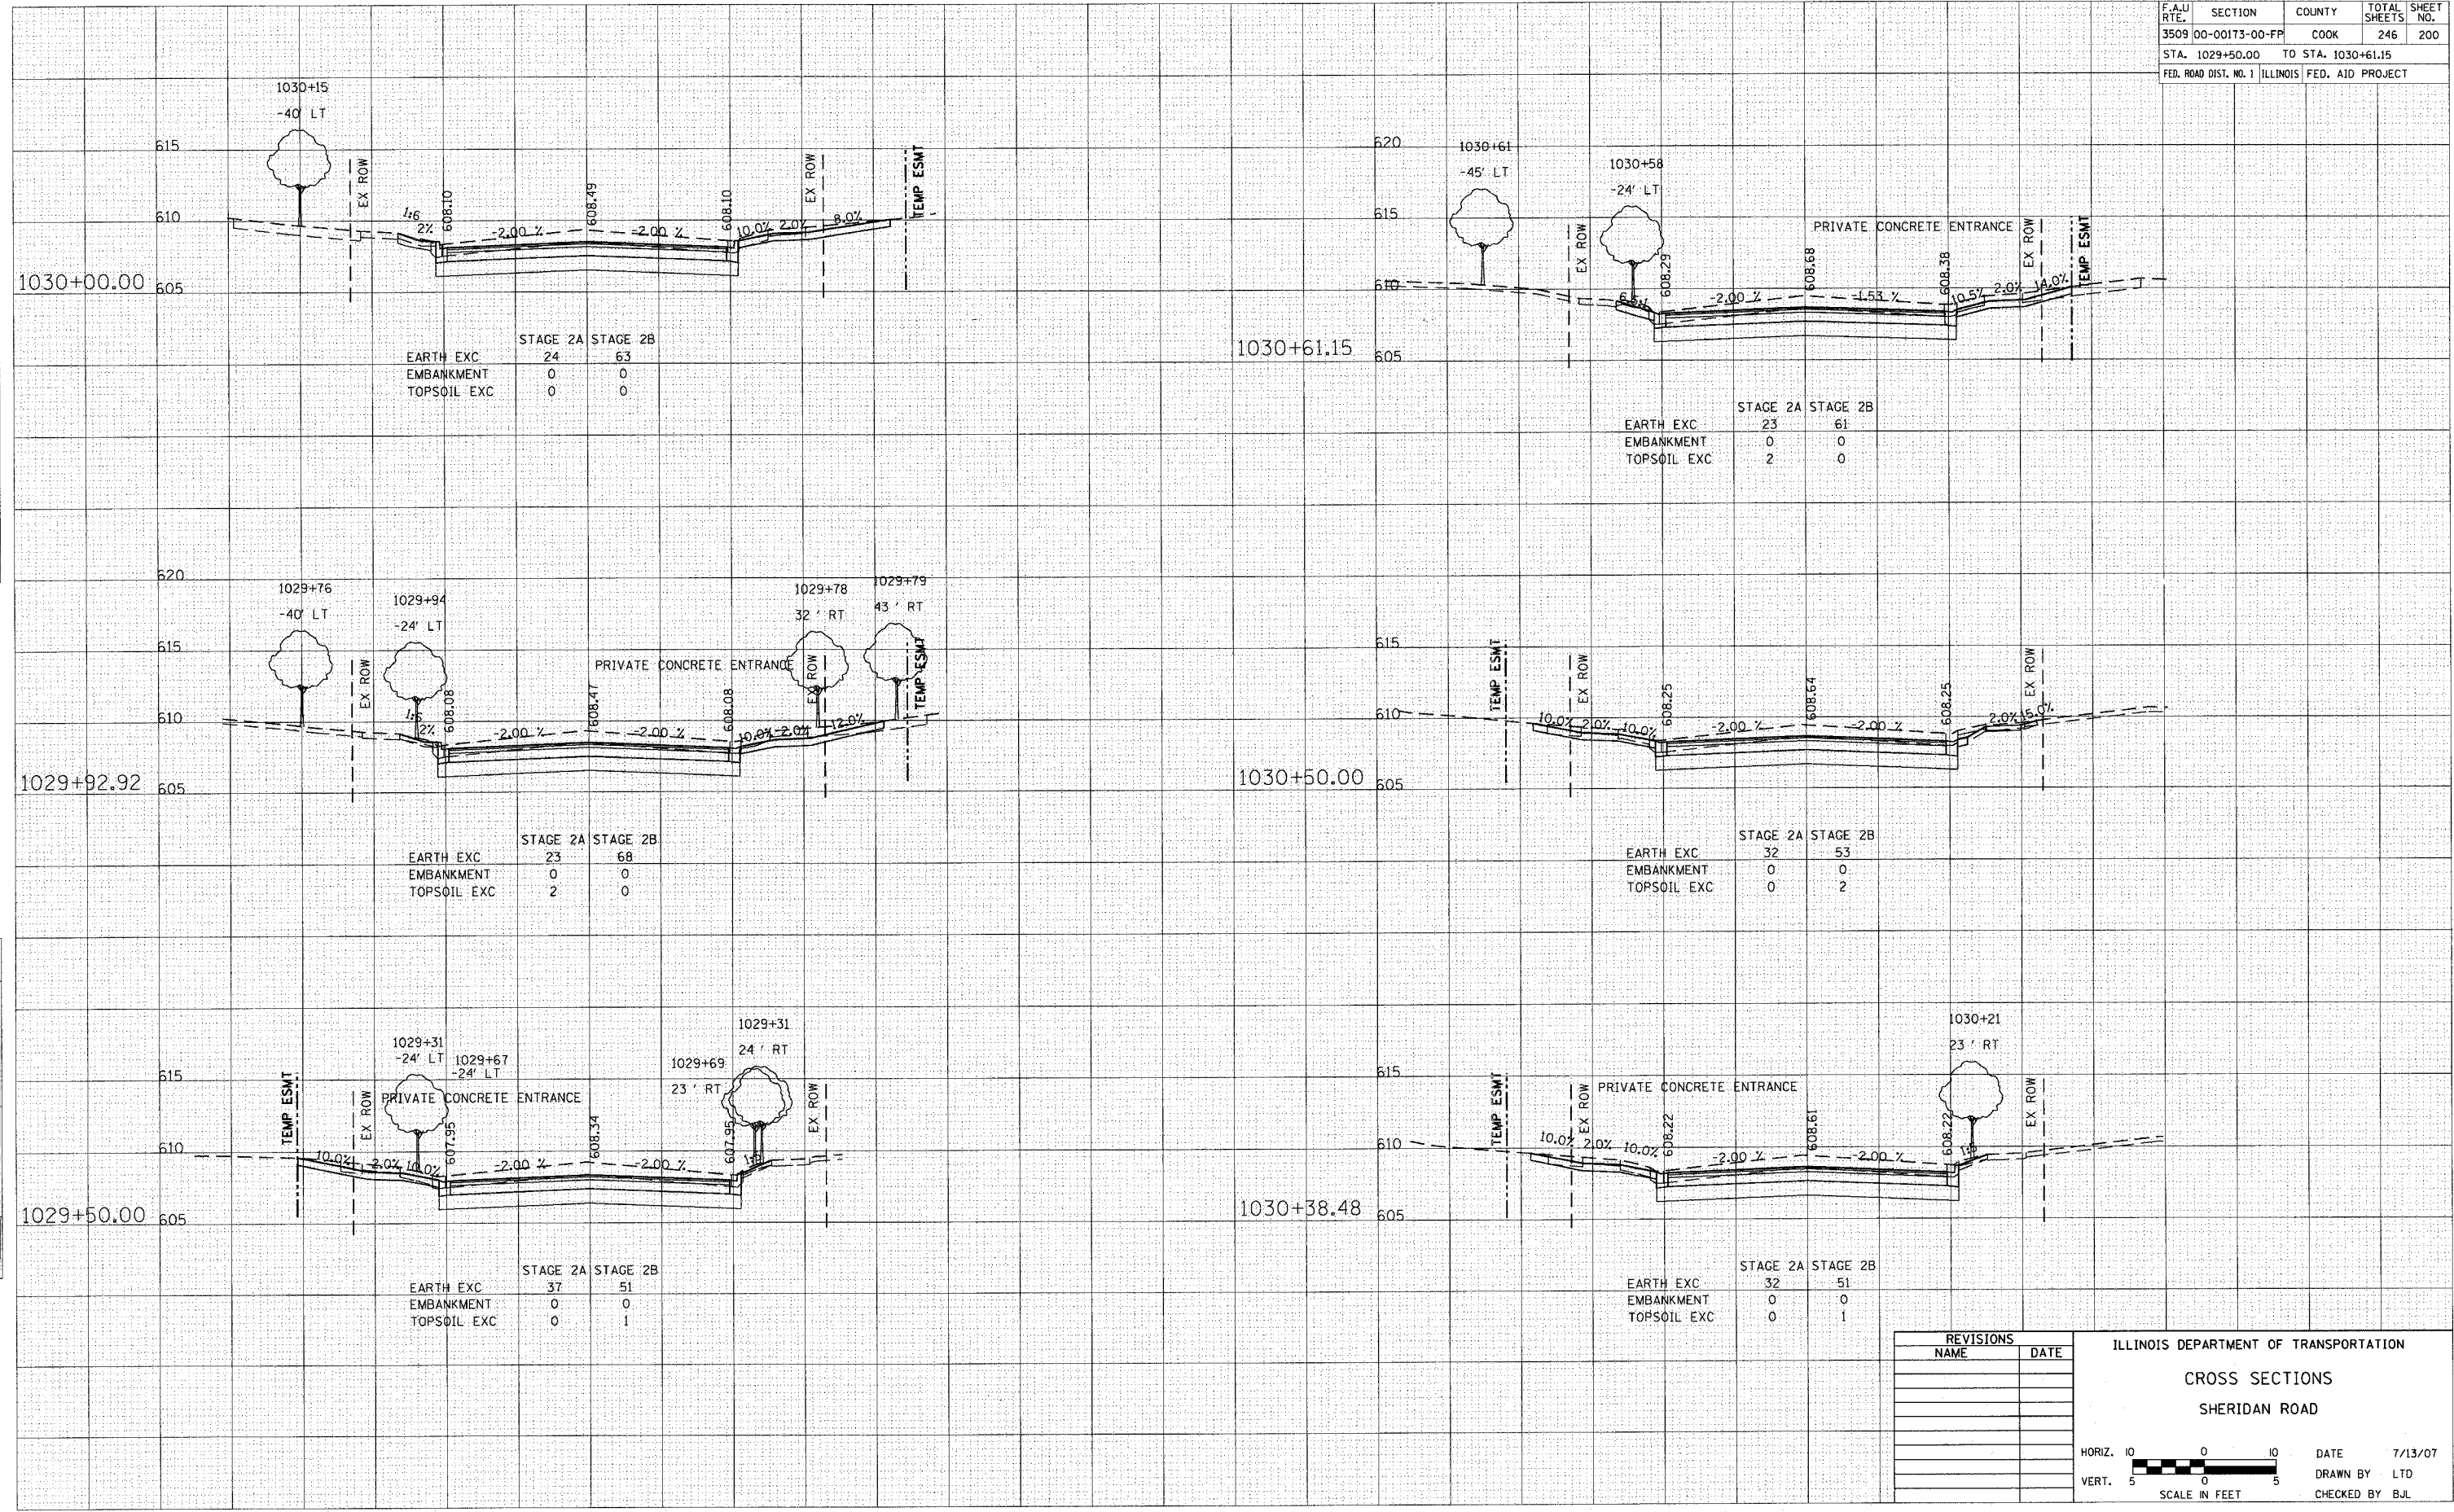 F.A.U RTE. SECTION COUNTY TOTAL SHEETS SHEET NO.
3509 00-00173-00-FP COOK 246 200
STA. 1029+50.00 TO STA. 1030+61.15
FED. ROAD DIST. NO. 1 ILLINOIS FED. AID PROJECT
1030+15
-40' LT
615
EX ROW
608.10
608.49
608.10
EX ROW
TEMP ESMT
610
1:6
2%
-2.00 %
-2.00 %
10.0%
2.0%
8.0%
1030+00.00
605
STAGE 2A STAGE 2B
EARTH EXC 24 63
EMBANKMENT 0 0
TOPSOIL EXC 0 0
620
1030+61
-45' LT
1030+58
-24' LT
615
PRIVATE CONCRETE ENTRANCE
EX ROW
608.29
608.68
608.38
EX ROW
TEMP ESMT
610
-2.00 %
-1.53 %
10.5%
2.0%
14.0%
1030+61.15
605
STAGE 2A STAGE 2B
EARTH EXC 23 61
EMBANKMENT 0 0
TOPSOIL EXC 2 0
620
1029+76
-40' LT
1029+94
-24' LT
1029+78
32 ' RT
1029+79
43 ' RT
615
PRIVATE CONCRETE ENTRANCE
EX ROW
608.08
608.47
608.08
EX ROW
TEMP ESMT
610
1:6
2%
-2.00 %
-2.00 %
10.0%
2.0%
12.0%
1029+92.92
605
STAGE 2A STAGE 2B
EARTH EXC 23 68
EMBANKMENT 0 0
TOPSOIL EXC 2 0
615
TEMP ESMT
EX ROW
608.25
608.64
608.25
EX ROW
610
10.0%
2.0%
10.0%
-2.00 %
-2.00 %
2.0%
15.0%
1030+50.00
605
STAGE 2A STAGE 2B
EARTH EXC 32 53
EMBANKMENT 0 0
TOPSOIL EXC 0 2
1029+31
-24' LT
1029+67
-24' LT
1029+69
23 ' RT
1029+31
24 ' RT
615
TEMP ESMT
EX ROW
PRIVATE CONCRETE ENTRANCE
607.95
608.34
607.95
EX ROW
610
10.0%
2.0%
10.0%
-2.00 %
-2.00 %
1029+50.00
605
STAGE 2A STAGE 2B
EARTH EXC 37 51
EMBANKMENT 0 0
TOPSOIL EXC 0 1
1030+21
23 ' RT
615
TEMP ESMT
EX ROW
PRIVATE CONCRETE ENTRANCE
608.22
608.61
608.22
EX ROW
610
10.0%
2.0%
10.0%
-2.00 %
-2.00 %
1030+38.48
605
STAGE 2A STAGE 2B
EARTH EXC 32 51
EMBANKMENT 0 0
TOPSOIL EXC 0 1
REVISIONS
NAME DATE
ILLINOIS DEPARTMENT OF TRANSPORTATION
CROSS SECTIONS
SHERIDAN ROAD
HORIZ. 10 0 10
VERT. 5 0 5
SCALE IN FEET
DATE 7/13/07
DRAWN BY LTD
CHECKED BY BJL